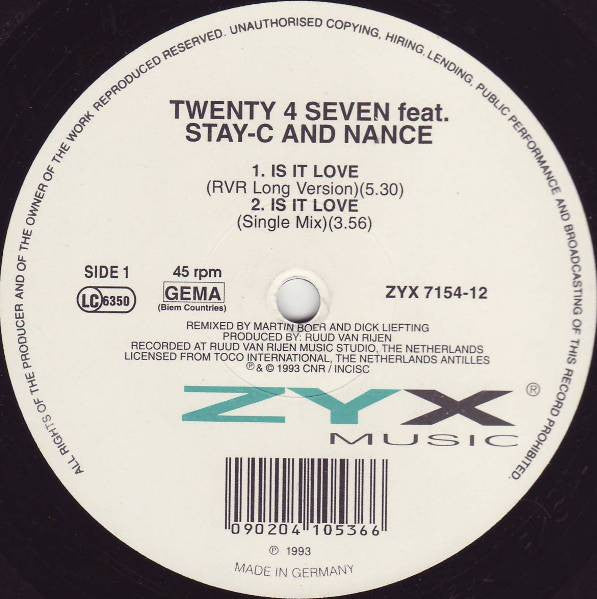 ALL RIGHTS OF THE PRODUCER AND OF THE OWNER OF THE WORK REPRODUCED RESERVED. UNAUTHORISED COPYING, HIRING, LENDING, PUBLIC PERFORMANCE AND BROADCASTING OF THIS RECORD PROHIBITED.
TWENTY 4 SEVEN feat.
STAY-C AND NANCE
1. IS IT LOVE
(RVR Long Version)(5.30)
2. IS IT LOVE
(Single Mix)(3.56)
SIDE 1 45 rpm
LC 6350 GEMA ZYX 7154-12
(Biem Countries)
REMIXED BY MARTIN BOER AND DICK LIEFTING
PRODUCED BY: RUUD VAN RIJEN
RECORDED AT RUUD VAN RIJEN MUSIC STUDIO, THE NETHERLANDS
LICENSED FROM TOCO INTERNATIONAL, THE NETHERLANDS ANTILLES
℗ & © 1993 CNR / INCISC
ZYX ®
MUSIC
090204 105366
℗ 1993
MADE IN GERMANY